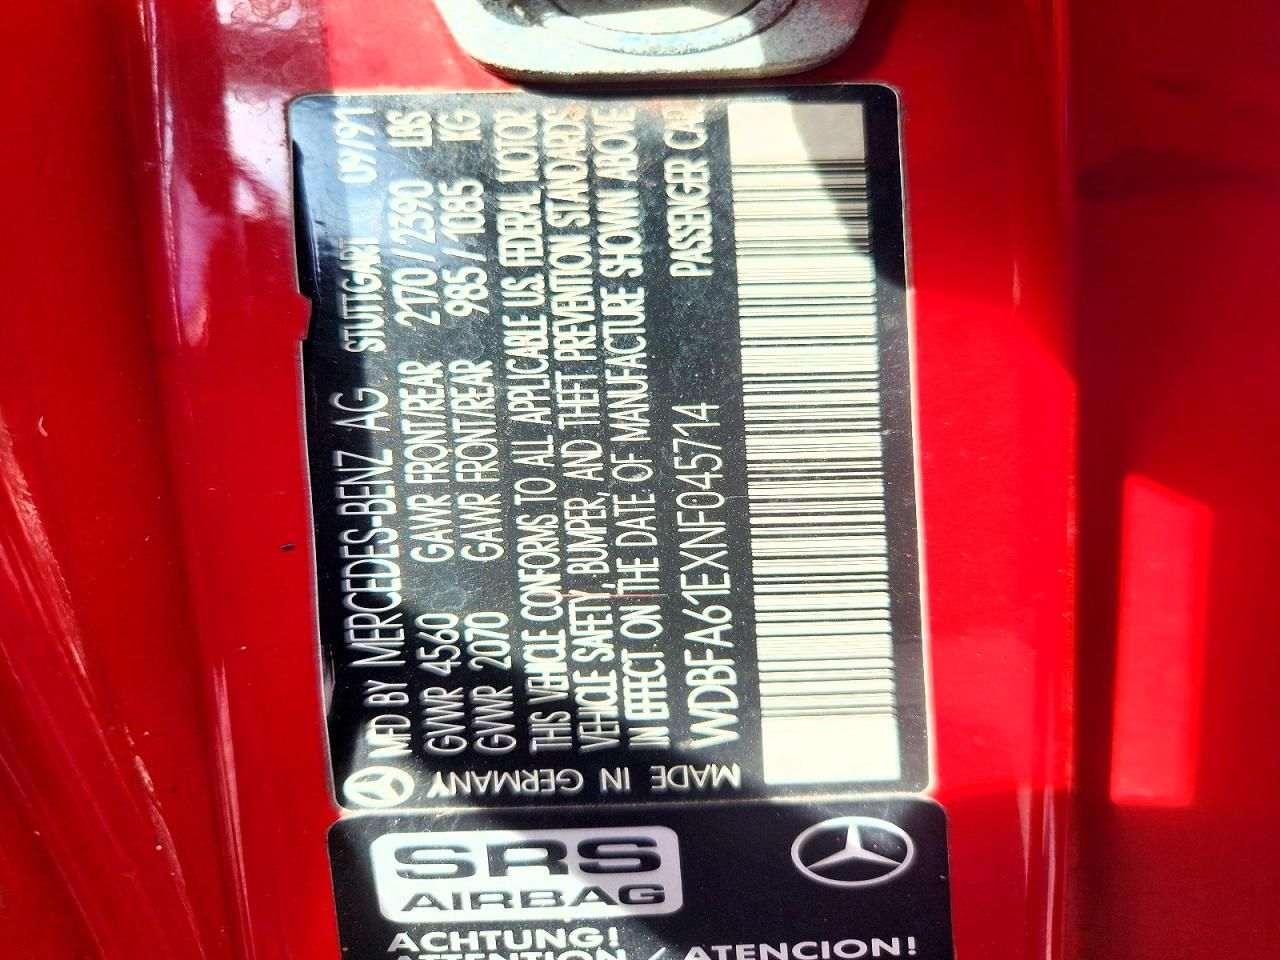 MFD BY MERCEDES-BENZ AG STUTTGART 09/91
GVWR 4560 GAWR FRONT/REAR 2170/2390 LBS
GVWR 2070 GAWR FRONT/REAR 985/1085 KG
THIS VEHICLE CONFORMS TO ALL APPLICABLE U.S. FEDERAL MOTOR
VEHICLE SAFETY, BUMPER, AND THEFT PREVENTION STANDARDS
IN EFFECT ON THE DATE OF MANUFACTURE SHOWN ABOVE
WDBFA61EXNF045714 PASSENGER CAR
MADE IN GERMANY
SRS
AIRBAG
ACHTUNG!
ATTENTION / ATENCION!